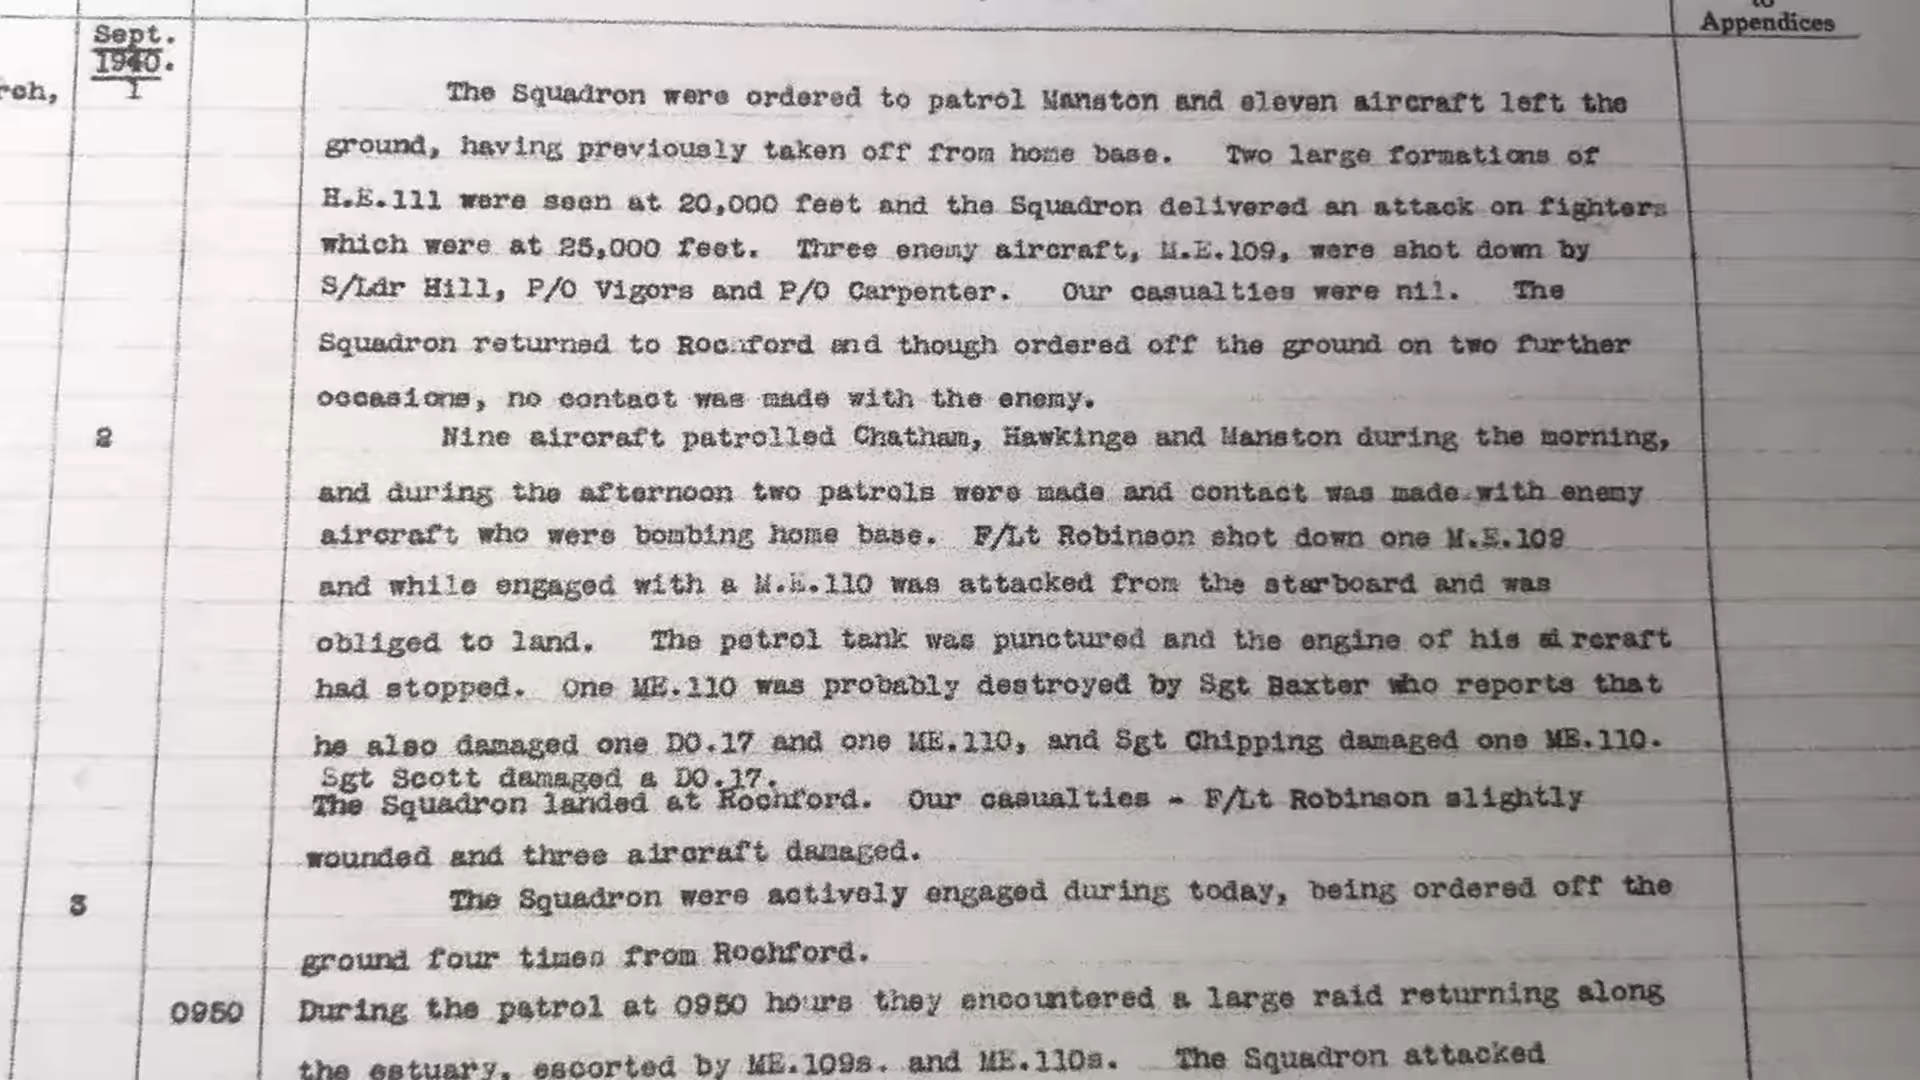 to
Appendices
Sept.
1940.
rch, 1
The Squadron were ordered to patrol Manston and eleven aircraft left the
ground, having previously taken off from home base. Two large formations of
H.E.111 were seen at 20,000 feet and the Squadron delivered an attack on fighters
which were at 25,000 feet. Three enemy aircraft, M.E.109, were shot down by
S/Ldr Hill, P/O Vigors and P/O Carpenter. Our casualties were nil. The
Squadron returned to Rochford and though ordered off the ground on two further
occasions, no contact was made with the enemy.
2 Nine aircraft patrolled Chatham, Hawkinge and Manston during the morning,
and during the afternoon two patrols were made and contact was made with enemy
aircraft who were bombing home base. F/Lt Robinson shot down one M.E.109
and while engaged with a M.E.110 was attacked from the starboard and was
obliged to land. The petrol tank was punctured and the engine of his aircraft
had stopped. One ME.110 was probably destroyed by Sgt Baxter who reports that
he also damaged one DO.17 and one ME.110, and Sgt Chipping damaged one ME.110.
Sgt Scott damaged a DO.17.
The Squadron landed at Rochford. Our casualties - F/Lt Robinson slightly
wounded and three aircraft damaged.
3 The Squadron were actively engaged during today, being ordered off the
ground four times from Rochford.
0950 During the patrol at 0950 hours they encountered a large raid returning along
the estuary, escorted by ME.109s. and ME.110s. The Squadron attacked